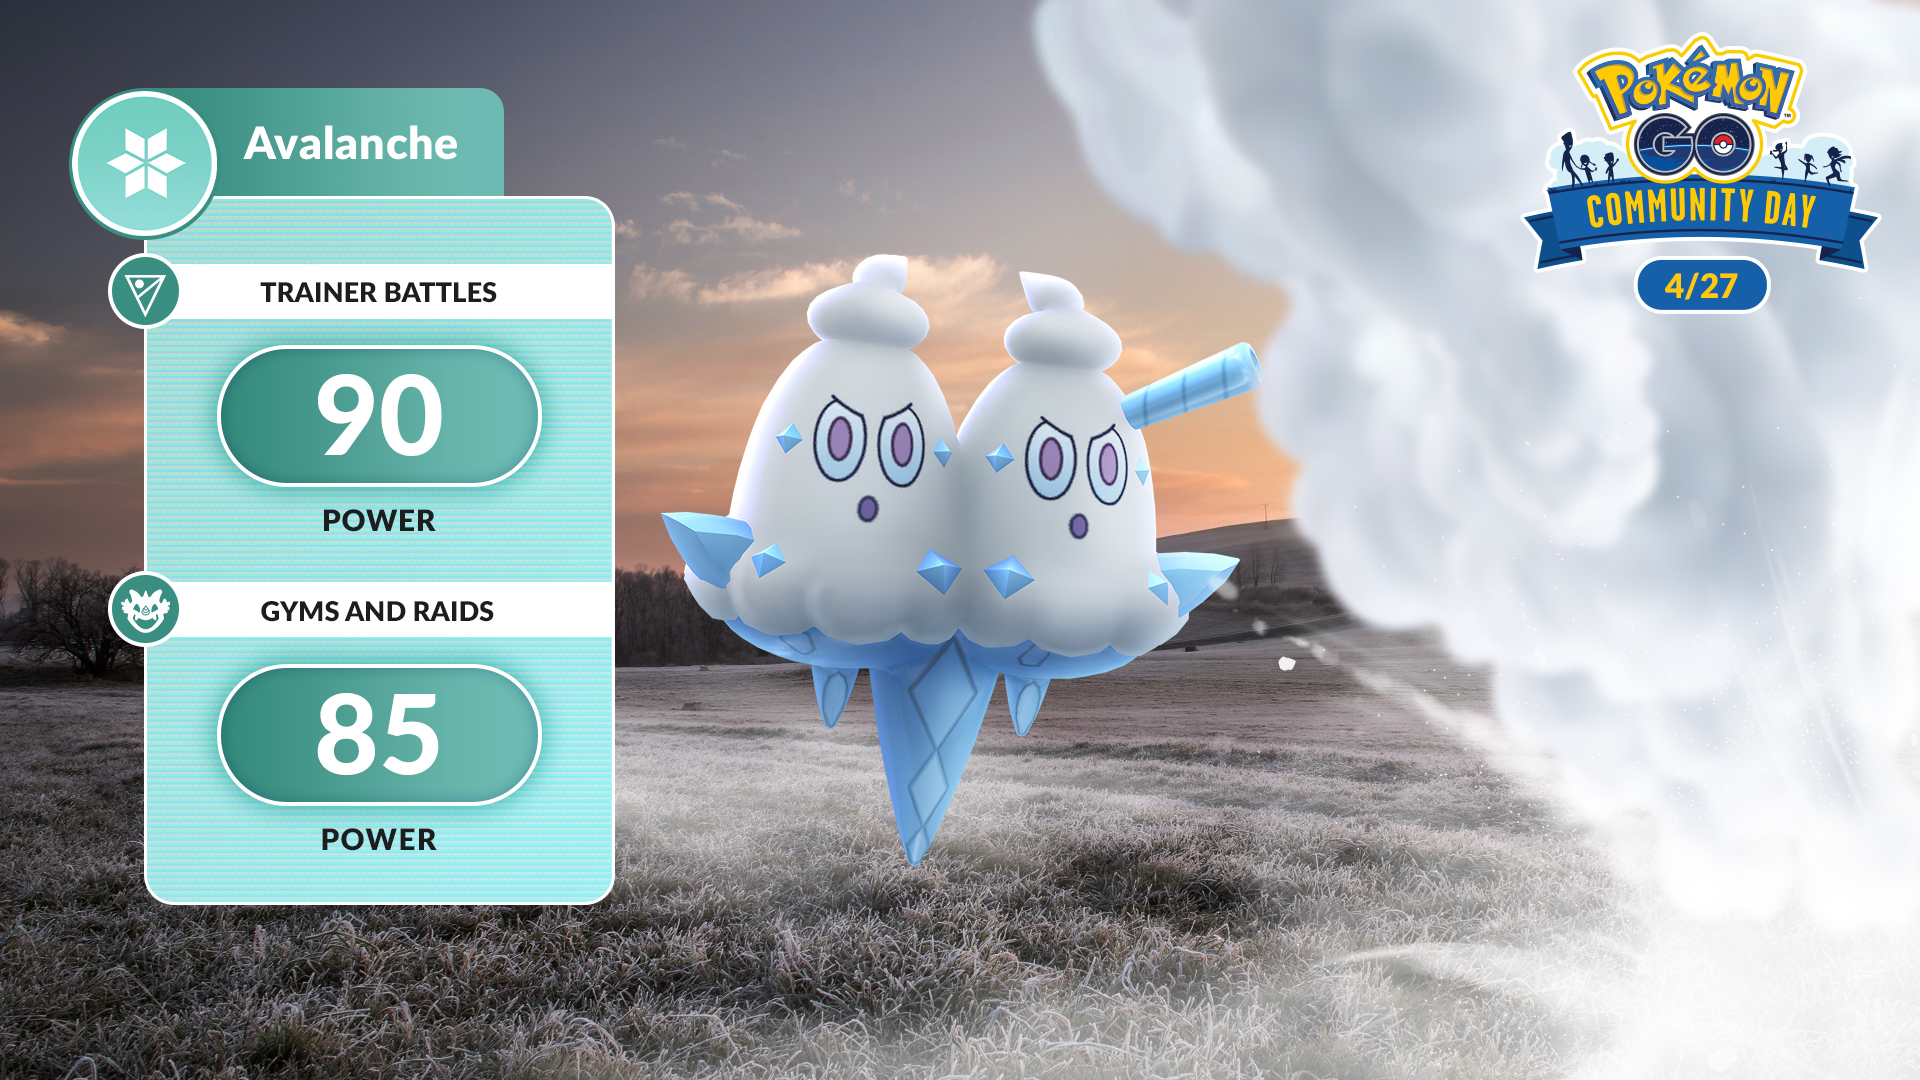 Avalanche
TRAINER BATTLES
90
POWER
GYMS AND RAIDS
85
POWER
POKéMON
GO
COMMUNITY DAY
4/27